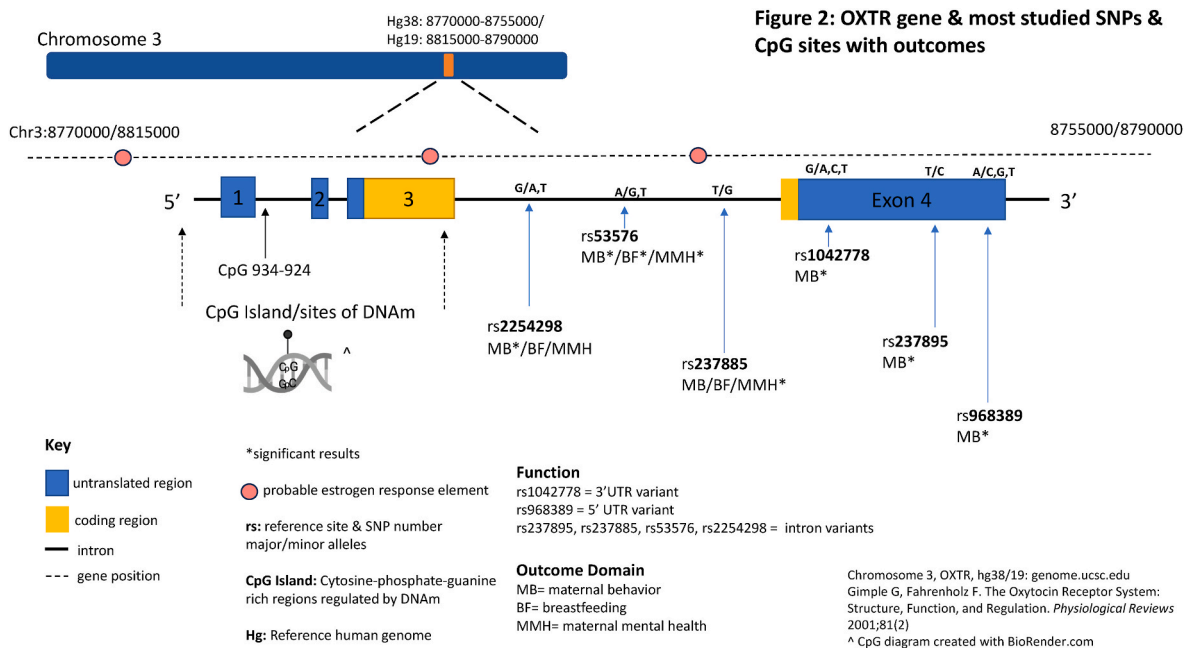 Figure 2: OXTR gene & most studied SNPs &
CpG sites with outcomes
Hg38: 8770000-8755000/
Hg19: 8815000-8790000
Chromosome 3
Chr3:8770000/8815000
8755000/8790000
G/A,C,T
T/C
A/C,G,T
G/A,T
A/G,T
T/G
5’
1
2
3
Exon 4
3’
CpG 934-924
rs53576
MB*/BF*/MMH*
rs1042778
MB*
CpG Island/sites of DNAm
^
CpG
GpC
rs2254298
MB*/BF/MMH
rs237885
MB/BF/MMH*
rs237895
MB*
rs968389
MB*
Key
untranslated region
coding region
intron
gene position
*significant results
probable estrogen response element
rs: reference site & SNP number
major/minor alleles
CpG Island: Cytosine-phosphate-guanine
rich regions regulated by DNAm
Hg: Reference human genome
Function
rs1042778 = 3’UTR variant
rs968389 = 5’ UTR variant
rs237895, rs237885, rs53576, rs2254298 = intron variants
Outcome Domain
MB= maternal behavior
BF= breastfeeding
MMH= maternal mental health
Chromosome 3, OXTR, hg38/19: genome.ucsc.edu
Gimple G, Fahrenholz F. The Oxytocin Receptor System:
Structure, Function, and Regulation. Physiological Reviews
2001;81(2)
^ CpG diagram created with BioRender.com